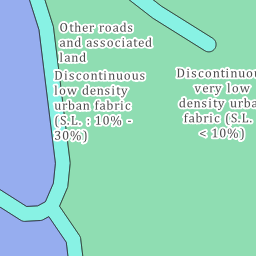 Other roads
and associated
land
Discontinuous
low density
urban fabric
(S.L. : 10% -
30%)
Discontinuou
very low
density urba
fabric (S.L.
< 10%)